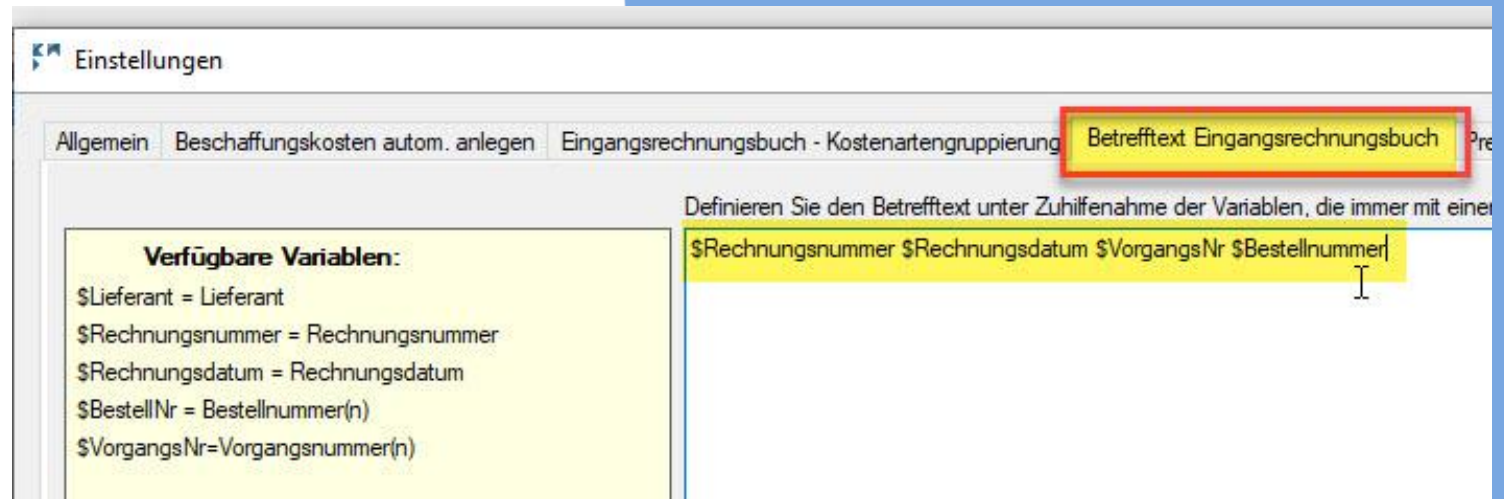 Einstellungen
Allgemein Beschaffungskosten autom. anlegen Eingangsrechnungsbuch - Kostenartengruppierung Betrefftext Eingangsrechnungsbuch Pre
Definieren Sie den Betrefftext unter Zuhilfenahme der Variablen, die immer mit einer
$Rechnungsnummer $Rechnungsdatum $VorgangsNr $Bestellnummer
Verfügbare Variablen:
$Lieferant = Lieferant
$Rechnungsnummer = Rechnungsnummer
$Rechnungsdatum = Rechnungsdatum
$BestellNr = Bestellnummer(n)
$VorgangsNr=Vorgangsnummer(n)